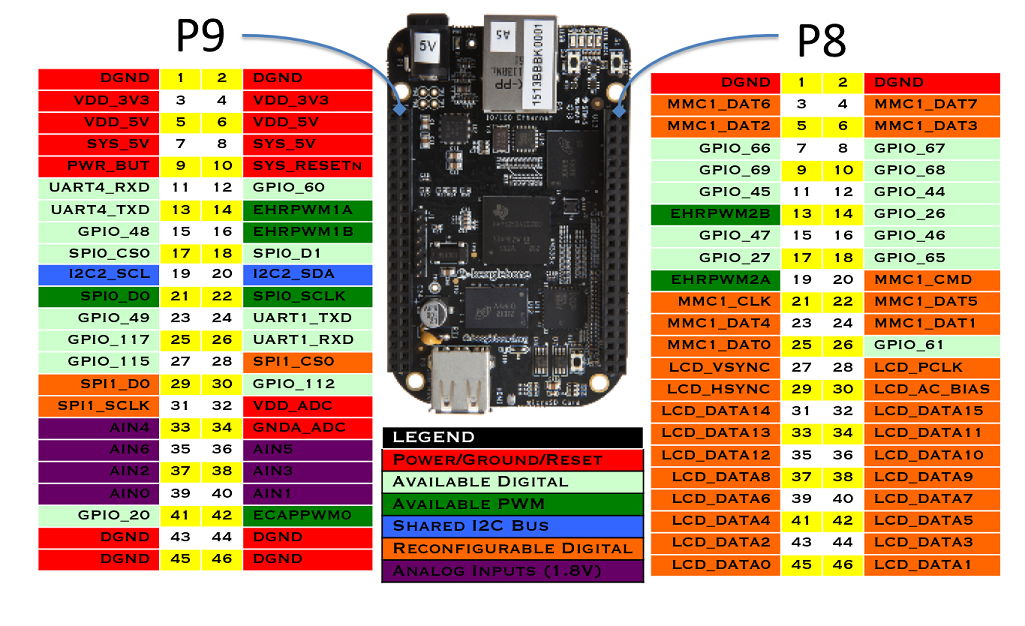 P9
P8
5V
A5
1513BBBK0001
10/100 Ethernet
beaglebone
microSD Card
DGND 1 2 DGND
VDD_3V3 3 4 VDD_3V3
VDD_5V 5 6 VDD_5V
SYS_5V 7 8 SYS_5V
PWR_BUT 9 10 SYS_RESETN
UART4_RXD 11 12 GPIO_60
UART4_TXD 13 14 EHRPWM1A
GPIO_48 15 16 EHRPWM1B
SPI0_CS0 17 18 SPI0_D1
I2C2_SCL 19 20 I2C2_SDA
SPI0_D0 21 22 SPI0_SCLK
GPIO_49 23 24 UART1_TXD
GPIO_117 25 26 UART1_RXD
GPIO_115 27 28 SPI1_CS0
SPI1_D0 29 30 GPIO_112
SPI1_SCLK 31 32 VDD_ADC
AIN4 33 34 GNDA_ADC
AIN6 35 36 AIN5
AIN2 37 38 AIN3
AIN0 39 40 AIN1
GPIO_20 41 42 ECAPPWM0
DGND 43 44 DGND
DGND 45 46 DGND
LEGEND
Power/Ground/Reset
Available Digital
Available PWM
Shared I2C Bus
Reconfigurable Digital
Analog Inputs (1.8V)
DGND 1 2 DGND
MMC1_DAT6 3 4 MMC1_DAT7
MMC1_DAT2 5 6 MMC1_DAT3
GPIO_66 7 8 GPIO_67
GPIO_69 9 10 GPIO_68
GPIO_45 11 12 GPIO_44
EHRPWM2B 13 14 GPIO_26
GPIO_47 15 16 GPIO_46
GPIO_27 17 18 GPIO_65
EHRPWM2A 19 20 MMC1_CMD
MMC1_CLK 21 22 MMC1_DAT5
MMC1_DAT4 23 24 MMC1_DAT1
MMC1_DAT0 25 26 GPIO_61
LCD_VSYNC 27 28 LCD_PCLK
LCD_HSYNC 29 30 LCD_AC_BIAS
LCD_DATA14 31 32 LCD_DATA15
LCD_DATA13 33 34 LCD_DATA11
LCD_DATA12 35 36 LCD_DATA10
LCD_DATA8 37 38 LCD_DATA9
LCD_DATA6 39 40 LCD_DATA7
LCD_DATA4 41 42 LCD_DATA5
LCD_DATA2 43 44 LCD_DATA3
LCD_DATA0 45 46 LCD_DATA1